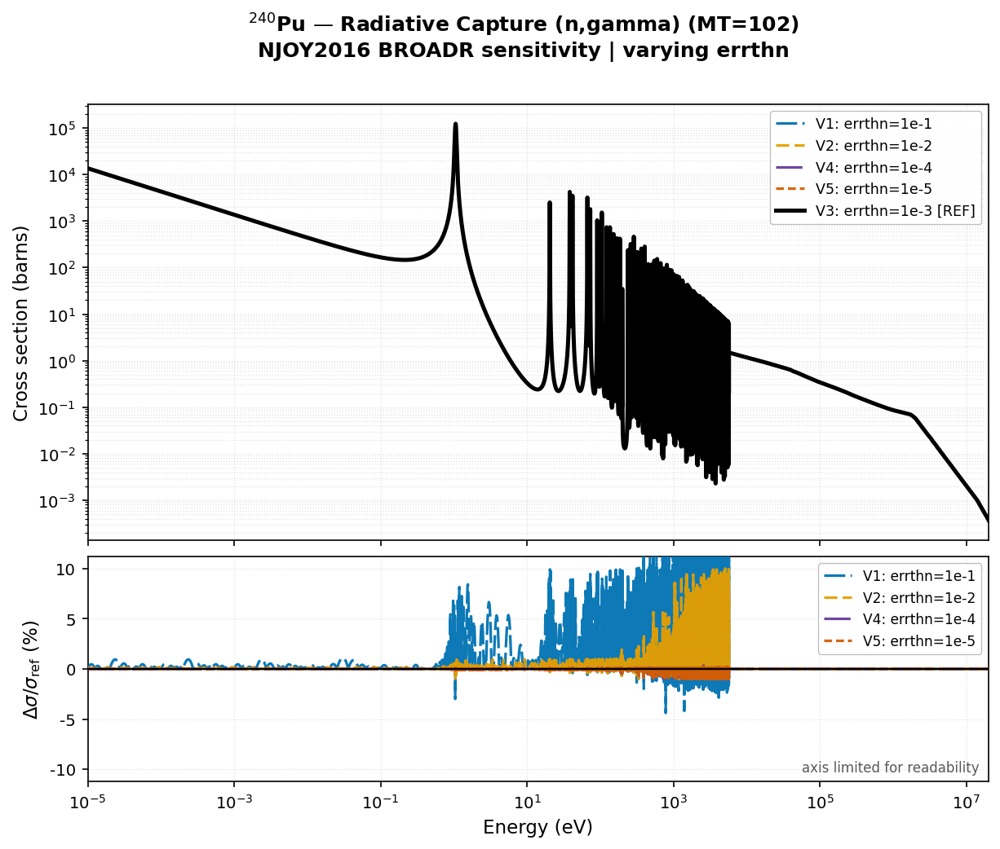 ²⁴⁰Pu — Radiative Capture (n,gamma) (MT=102)
NJOY2016 BROADR sensitivity | varying errthn
Cross section (barns)
10⁵
10⁴
10³
10²
10¹
10⁰
10⁻¹
10⁻²
10⁻³
V1: errthn=1e-1
V2: errthn=1e-2
V4: errthn=1e-4
V5: errthn=1e-5
V3: errthn=1e-3 [REF]
Δσ/σref (%)
10
5
0
-5
-10
V1: errthn=1e-1
V2: errthn=1e-2
V4: errthn=1e-4
V5: errthn=1e-5
axis limited for readability
10⁻⁵ 10⁻³ 10⁻¹ 10¹ 10³ 10⁵ 10⁷
Energy (eV)